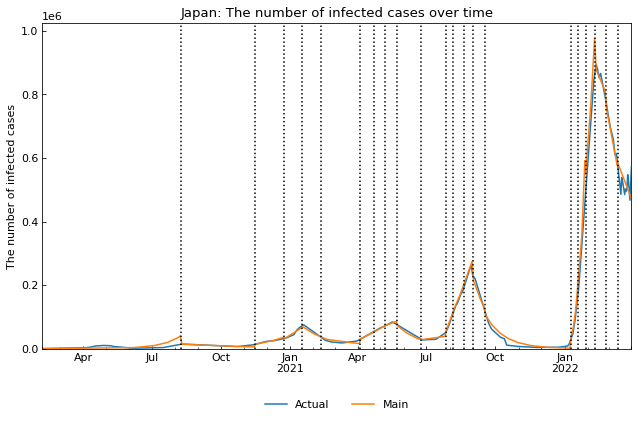 Japan: The number of infected cases over time
1e6
1.0
0.8
0.6
0.4
0.2
0.0
The number of infected cases
Apr Jul Oct Jan Apr Jul Oct Jan
2021 2022
Actual Main